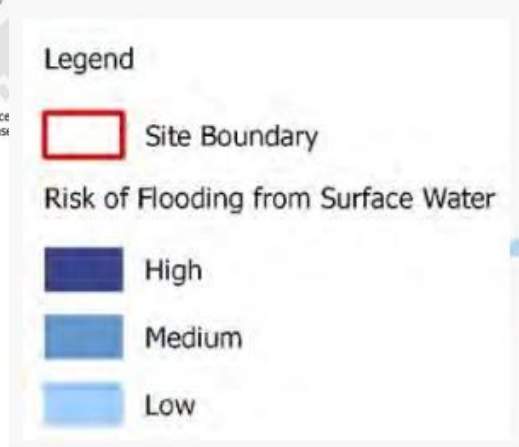 Legend
Site Boundary
Risk of Flooding from Surface Water
High
Medium
Low